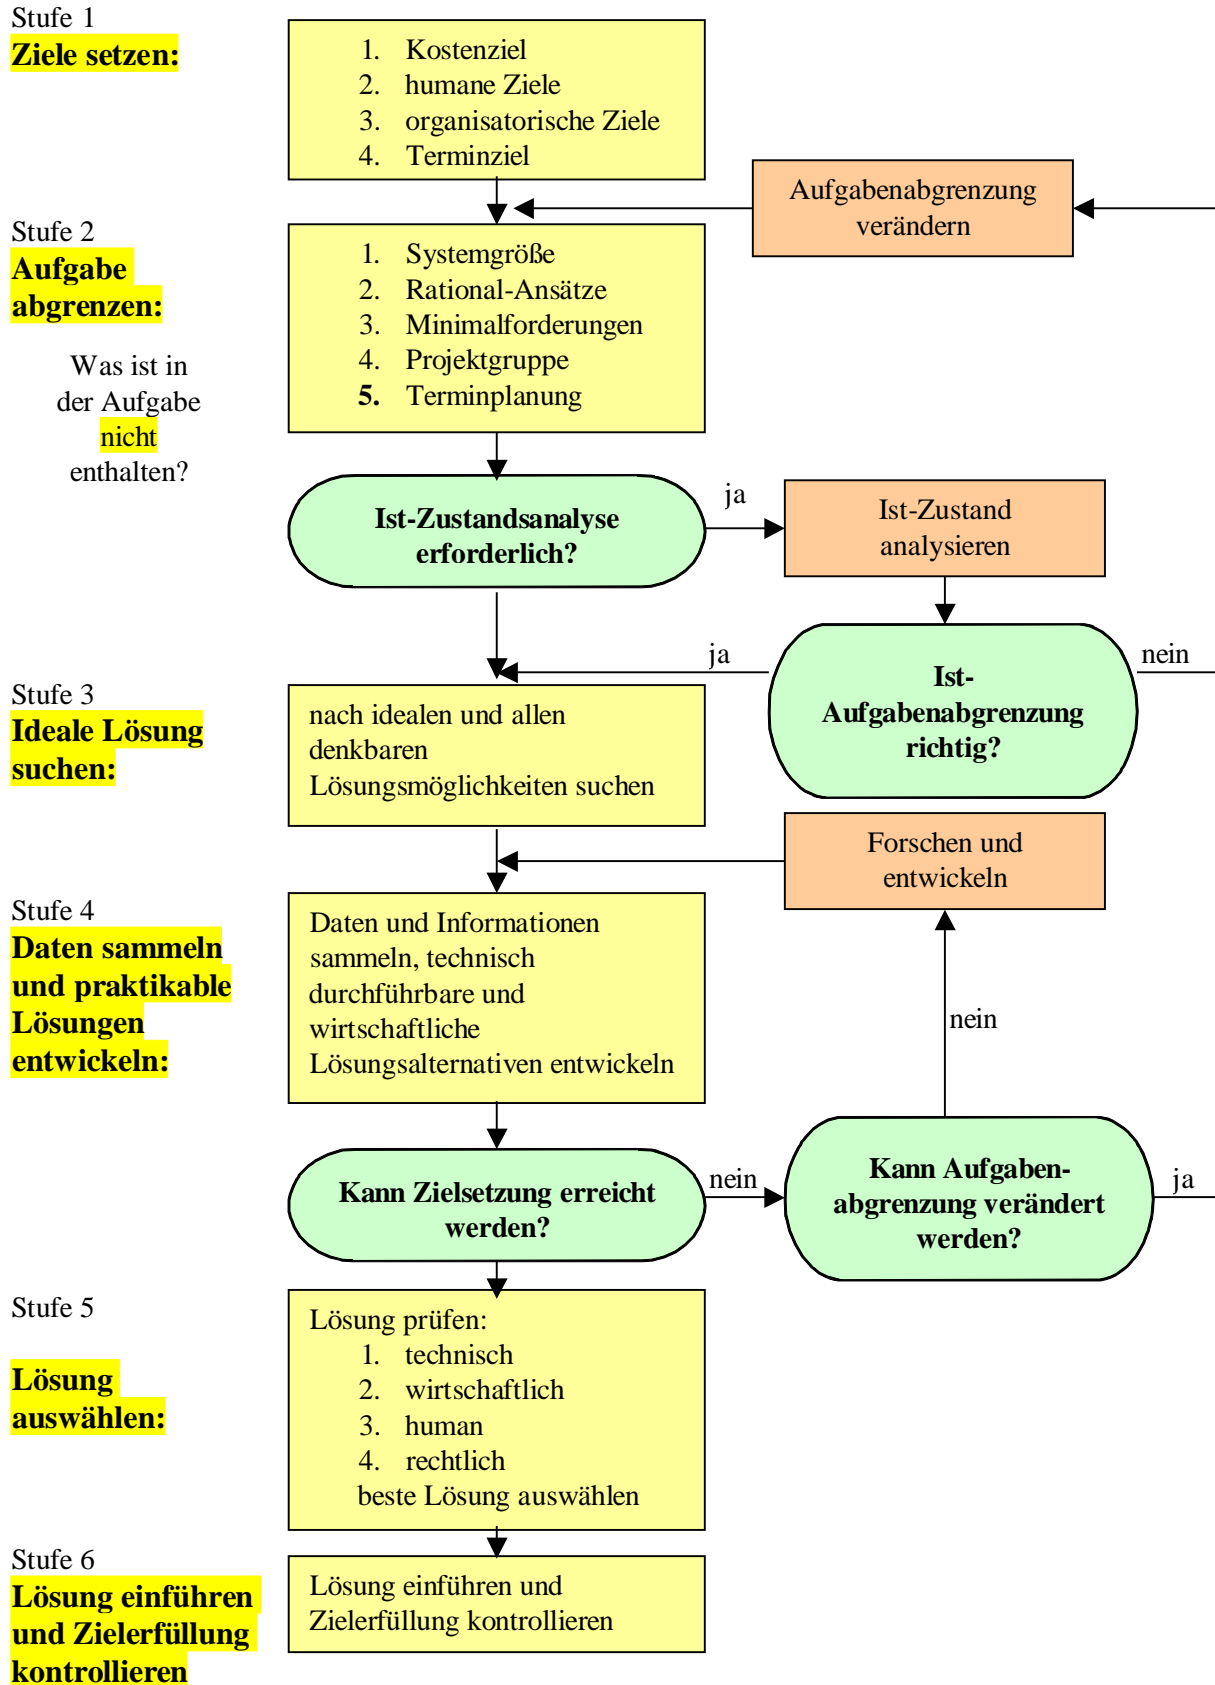 Stufe 1
Ziele setzen:
1. Kostenziel
2. humane Ziele
3. organisatorische Ziele
4. Terminziel
Aufgabenabgrenzung
verändern
Stufe 2
Aufgabe
abgrenzen:
Was ist in
der Aufgabe
nicht
enthalten?
1. Systemgröße
2. Rational-Ansätze
3. Minimalforderungen
4. Projektgruppe
5. Terminplanung
Ist-Zustandsanalyse
erforderlich?
ja
Ist-Zustand
analysieren
ja
Ist-
Aufgabenabgrenzung
richtig?
nein
Stufe 3
Ideale Lösung
suchen:
nach idealen und allen
denkbaren
Lösungsmöglichkeiten suchen
Forschen und
entwickeln
Stufe 4
Daten sammeln
und praktikable
Lösungen
entwickeln:
Daten und Informationen
sammeln, technisch
durchführbare und
wirtschaftliche
Lösungsalternativen entwickeln
nein
Kann Zielsetzung erreicht
werden?
nein
Kann Aufgaben-
abgrenzung verändert
werden?
ja
Stufe 5
Lösung
auswählen:
Lösung prüfen:
1. technisch
2. wirtschaftlich
3. human
4. rechtlich
beste Lösung auswählen
Stufe 6
Lösung einführen
und Zielerfüllung
kontrollieren
Lösung einführen und
Zielerfüllung kontrollieren